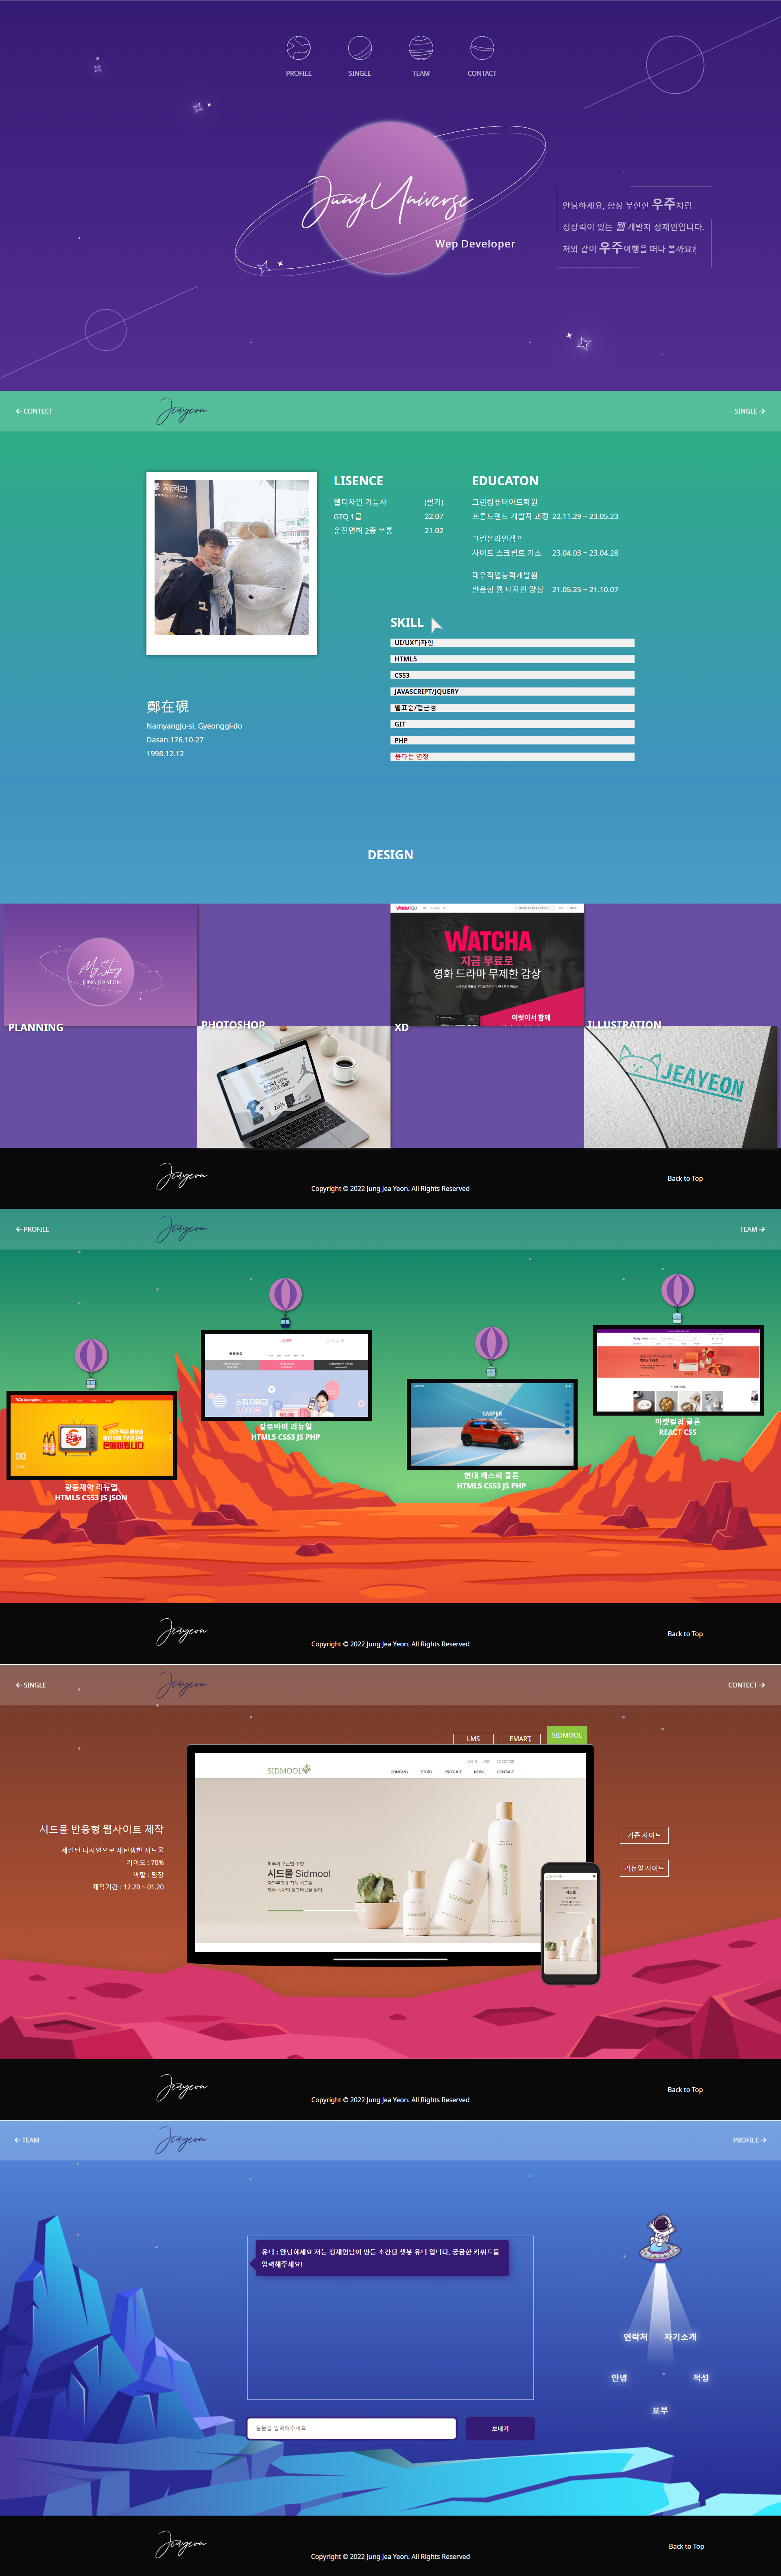 PROFILE
SINGLE
TEAM
CONTACT
Jung Universe
Wep Developer
안녕하세요, 항상 무한한 우주처럼
성장력이 있는 웹 개발자 정재연입니다.
저와 같이 우주여행을 떠나 볼까요?
← CONTECT
Jeayeon
SINGLE →
LISENCE
웹디자인 기능사 (필기)
GTQ 1급 22.07
운전면허 2종 보통 21.02
EDUCATON
그린컴퓨터아트학원
프론트앤드 개발자 과정 22.11.29 ~ 23.05.23
그린온라인캠프
사이드 스크립트 기초 23.04.03 ~ 23.04.28
대우직업능력개발원
반응형 웹 디자인 양성 21.05.25 ~ 21.10.07
SKILL
UI/UX디자인
HTML5
CSS3
JAVASCRIPT/JQUERY
웹표준/접근성
GIT
PHP
불타는 열정
鄭在硯
Namyangju-si, Gyeonggi-do
Dasan.176.10-27
1998.12.12
DESIGN
My Story
JUNG JEA YEON
WATCHA
지금 무료로
영화 드라마 무제한 감상
여럿이서 함께
PLANNING
PHOTOSHOP
XD
ILLUSTRATION
20%
JEAYEON
Jeayeon
Copyright © 2022 Jung Jea Yeon. All Rights Reserved
Back to Top
← PROFILE
Jeayeon
TEAM →
광동제약 리뉴얼
HTML5 CSS3 JS JSON
칼로바이 리뉴얼
HTML5 CSS3 JS PHP
CASPER
현대 캐스퍼 클론
HTML5 CSS3 JS PHP
마켓컬리 클론
REACT CSS
Jeayeon
Copyright © 2022 Jung Jea Yeon. All Rights Reserved
Back to Top
← SINGLE
Jeayeon
CONTECT →
LMS
EMART
SIDMOOL
SIDMOOL
COMPANY STORY PRODUCT NEWS CONTACT
시드물 Sidmool
시드물 반응형 웹사이트 제작
세련된 디자인으로 재탄생한 시드물
기여도 : 70%
역할 : 팀장
제작기간 : 12.20 ~ 01.20
기존 사이트
리뉴얼 사이트
Jeayeon
Copyright © 2022 Jung Jea Yeon. All Rights Reserved
Back to Top
← TEAM
Jeayeon
PROFILE →
유니 : 안녕하세요 저는 정재연님이 만든 초간단 챗봇 유니 입니다, 궁금한 키워드를
입력해주세요!
연락처
자기소개
안녕
적성
포부
질문을 입력해주세요
보내기
Jeayeon
Copyright © 2022 Jung Jea Yeon. All Rights Reserved
Back to Top